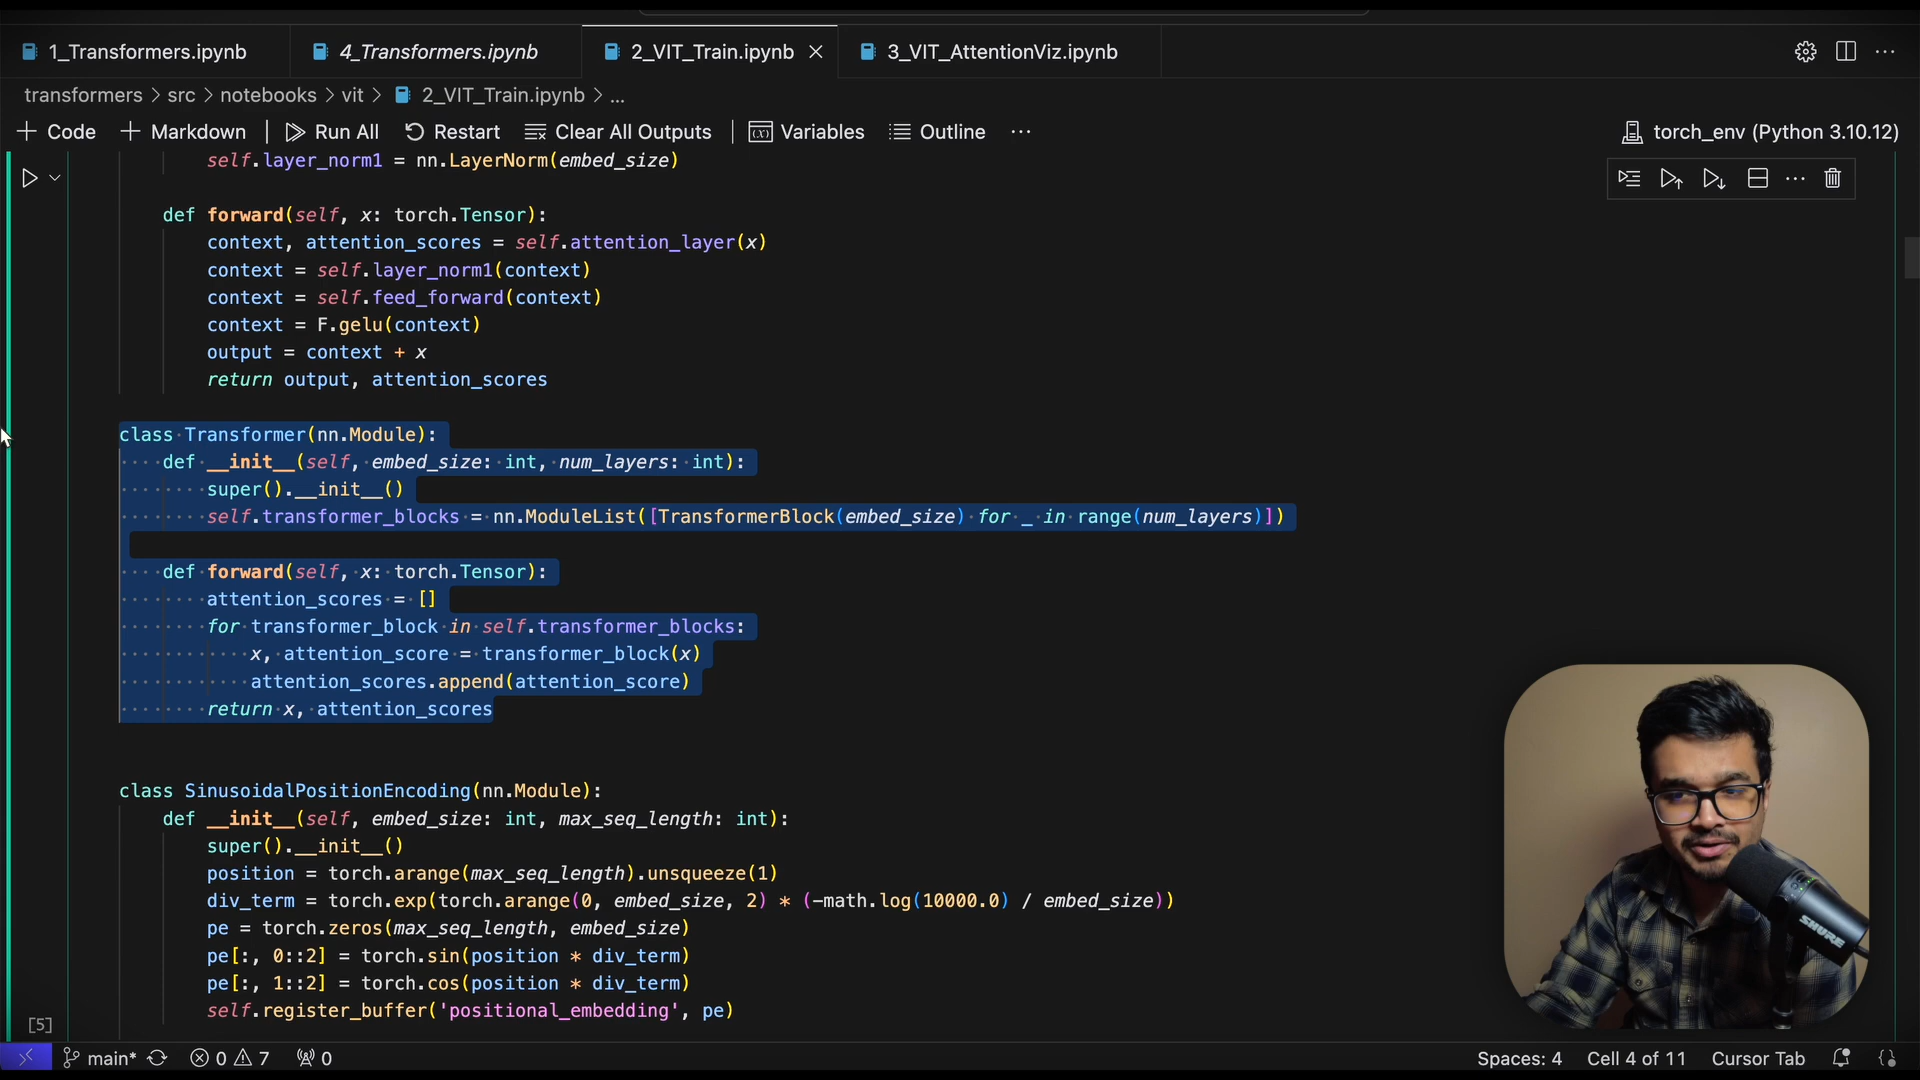 1_Transformers.ipynb 4_Transformers.ipynb 2_VIT_Train.ipynb 3_VIT_AttentionViz.ipynb ...
transformers > src > notebooks > vit > 2_VIT_Train.ipynb > ...
+ Code + Markdown | Run All Restart Clear All Outputs | Variables Outline ... torch_env (Python 3.10.12)
self.layer_norm1 = nn.LayerNorm(embed_size)
def forward(self, x: torch.Tensor):
context, attention_scores = self.attention_layer(x)
context = self.layer_norm1(context)
context = self.feed_forward(context)
context = F.gelu(context)
output = context + x
return output, attention_scores
class Transformer(nn.Module):
def __init__(self, embed_size: int, num_layers: int):
super().__init__()
self.transformer_blocks = nn.ModuleList([TransformerBlock(embed_size) for _ in range(num_layers)])
def forward(self, x: torch.Tensor):
attention_scores = []
for transformer_block in self.transformer_blocks:
x, attention_score = transformer_block(x)
attention_scores.append(attention_score)
return x, attention_scores
class SinusoidalPositionEncoding(nn.Module):
def __init__(self, embed_size: int, max_seq_length: int):
super().__init__()
position = torch.arange(max_seq_length).unsqueeze(1)
div_term = torch.exp(torch.arange(0, embed_size, 2) * (-math.log(10000.0) / embed_size))
pe = torch.zeros(max_seq_length, embed_size)
pe[:, 0::2] = torch.sin(position * div_term)
pe[:, 1::2] = torch.cos(position * div_term)
self.register_buffer('positional_embedding', pe)
[5]
SHURE
main* 0 7 0 Spaces: 4 Cell 4 of 11 Cursor Tab